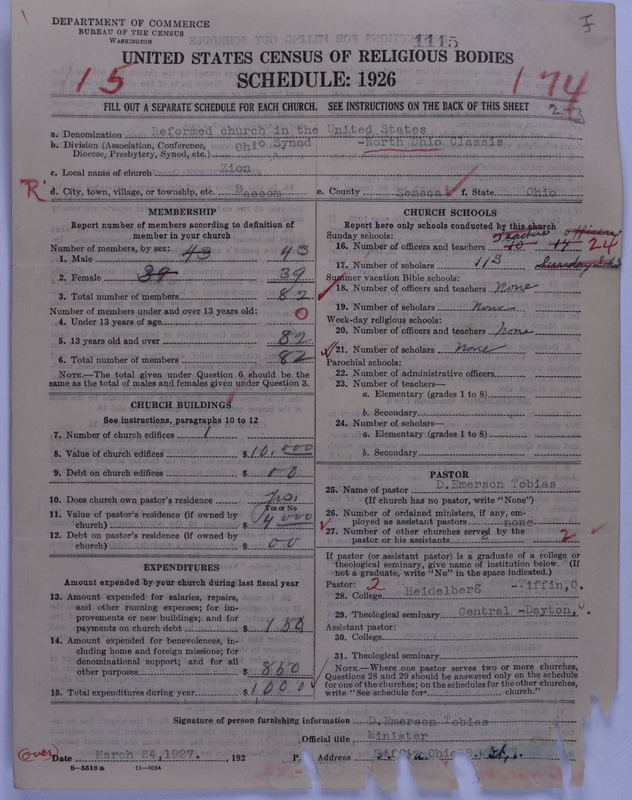 DEPARTMENT OF COMMERCE
BUREAU OF THE CENSUS
WASHINGTON
1115
UNITED STATES CENSUS OF RELIGIOUS BODIES
SCHEDULE: 1926
15
174
FILL OUT A SEPARATE SCHEDULE FOR EACH CHURCH. SEE INSTRUCTIONS ON THE BACK OF THIS SHEET
a. Denomination Reformed church in the United States
b. Division (Association, Conference, Diocese, Presbytery, Synod, etc.) Ohio Synod -North Ohio Classis
c. Local name of church Zion
"R"
d. City, town, village, or township, etc. Bascom e. County Seneca f. State Ohio
MEMBERSHIP
Report number of members according to definition of
member in your church
Number of members, by sex:
1. Male 43 43
2. Female 39 39
3. Total number of members 82
Number of members under and over 13 years old:
4. Under 13 years of age 0
5. 13 years old and over 82
6. Total number of members 82
NOTE.—The total given under Question 6 should be the
same as the total of males and females given under Question 3.
CHURCH BUILDINGS
See instructions, paragraphs 10 to 12
7. Number of church edifices 1
8. Value of church edifices $10,000
9. Debt on church edifices $ 00
10. Does church own pastor's residence yes.
Yes or No
11. Value of pastor's residence (if owned by
church) $ 4000
12. Debt on pastor's residence (if owned by
church) $ 00
EXPENDITURES
Amount expended by your church during last fiscal year
13. Amount expended for salaries, repairs,
and other running expenses; for im-
provements or new buildings; and for
payments on church debt $ 150
14. Amount expended for benevolences, in-
cluding home and foreign missions; for
denominational support; and for all
other purposes $ 850
15. Total expenditures during year $1000
CHURCH SCHOOLS
Report here only schools conducted by this church
Sunday schools: Teachers officers
16. Number of officers and teachers 10 14 24
17. Number of scholars 113
Summer vacation Bible schools:
18. Number of officers and teachers None
19. Number of scholars None
Week-day religious schools:
20. Number of officers and teachers None
21. Number of scholars None
Parochial schools:
22. Number of administrative officers
23. Number of teachers—
a. Elementary (grades 1 to 8)
b. Secondary
24. Number of scholars—
a. Elementary (grades 1 to 8)
b. Secondary
PASTOR
25. Name of pastor D.Emerson Tobias
(If church has no pastor, write "None")
26. Number of ordained ministers, if any, em-
ployed as assistant pastors none
27. Number of other churches served by the
pastor or his assistants 2 2
If pastor (or assistant pastor) is a graduate of a college or
theological seminary, give name of institution below. (If
not a graduate, write "No" in the space indicated.)
Pastor: 2
28. College Heidelberg -Tiffin,O.
29. Theological seminary Central -Dayton,O.
Assistant pastor:
30. College
31. Theological seminary
NOTE.—Where one pastor serves two or more churches,
Questions 28 and 29 should be answered only on the schedule
for one of the churches; on the schedules for the other churches,
write "See schedule for church."
Signature of person furnishing information D.Emerson Tobias
Official title Minister
(over)
Date March 24,1927. , 192 P. Address Tiffin Ohio R.
8—5518 a 11—9054